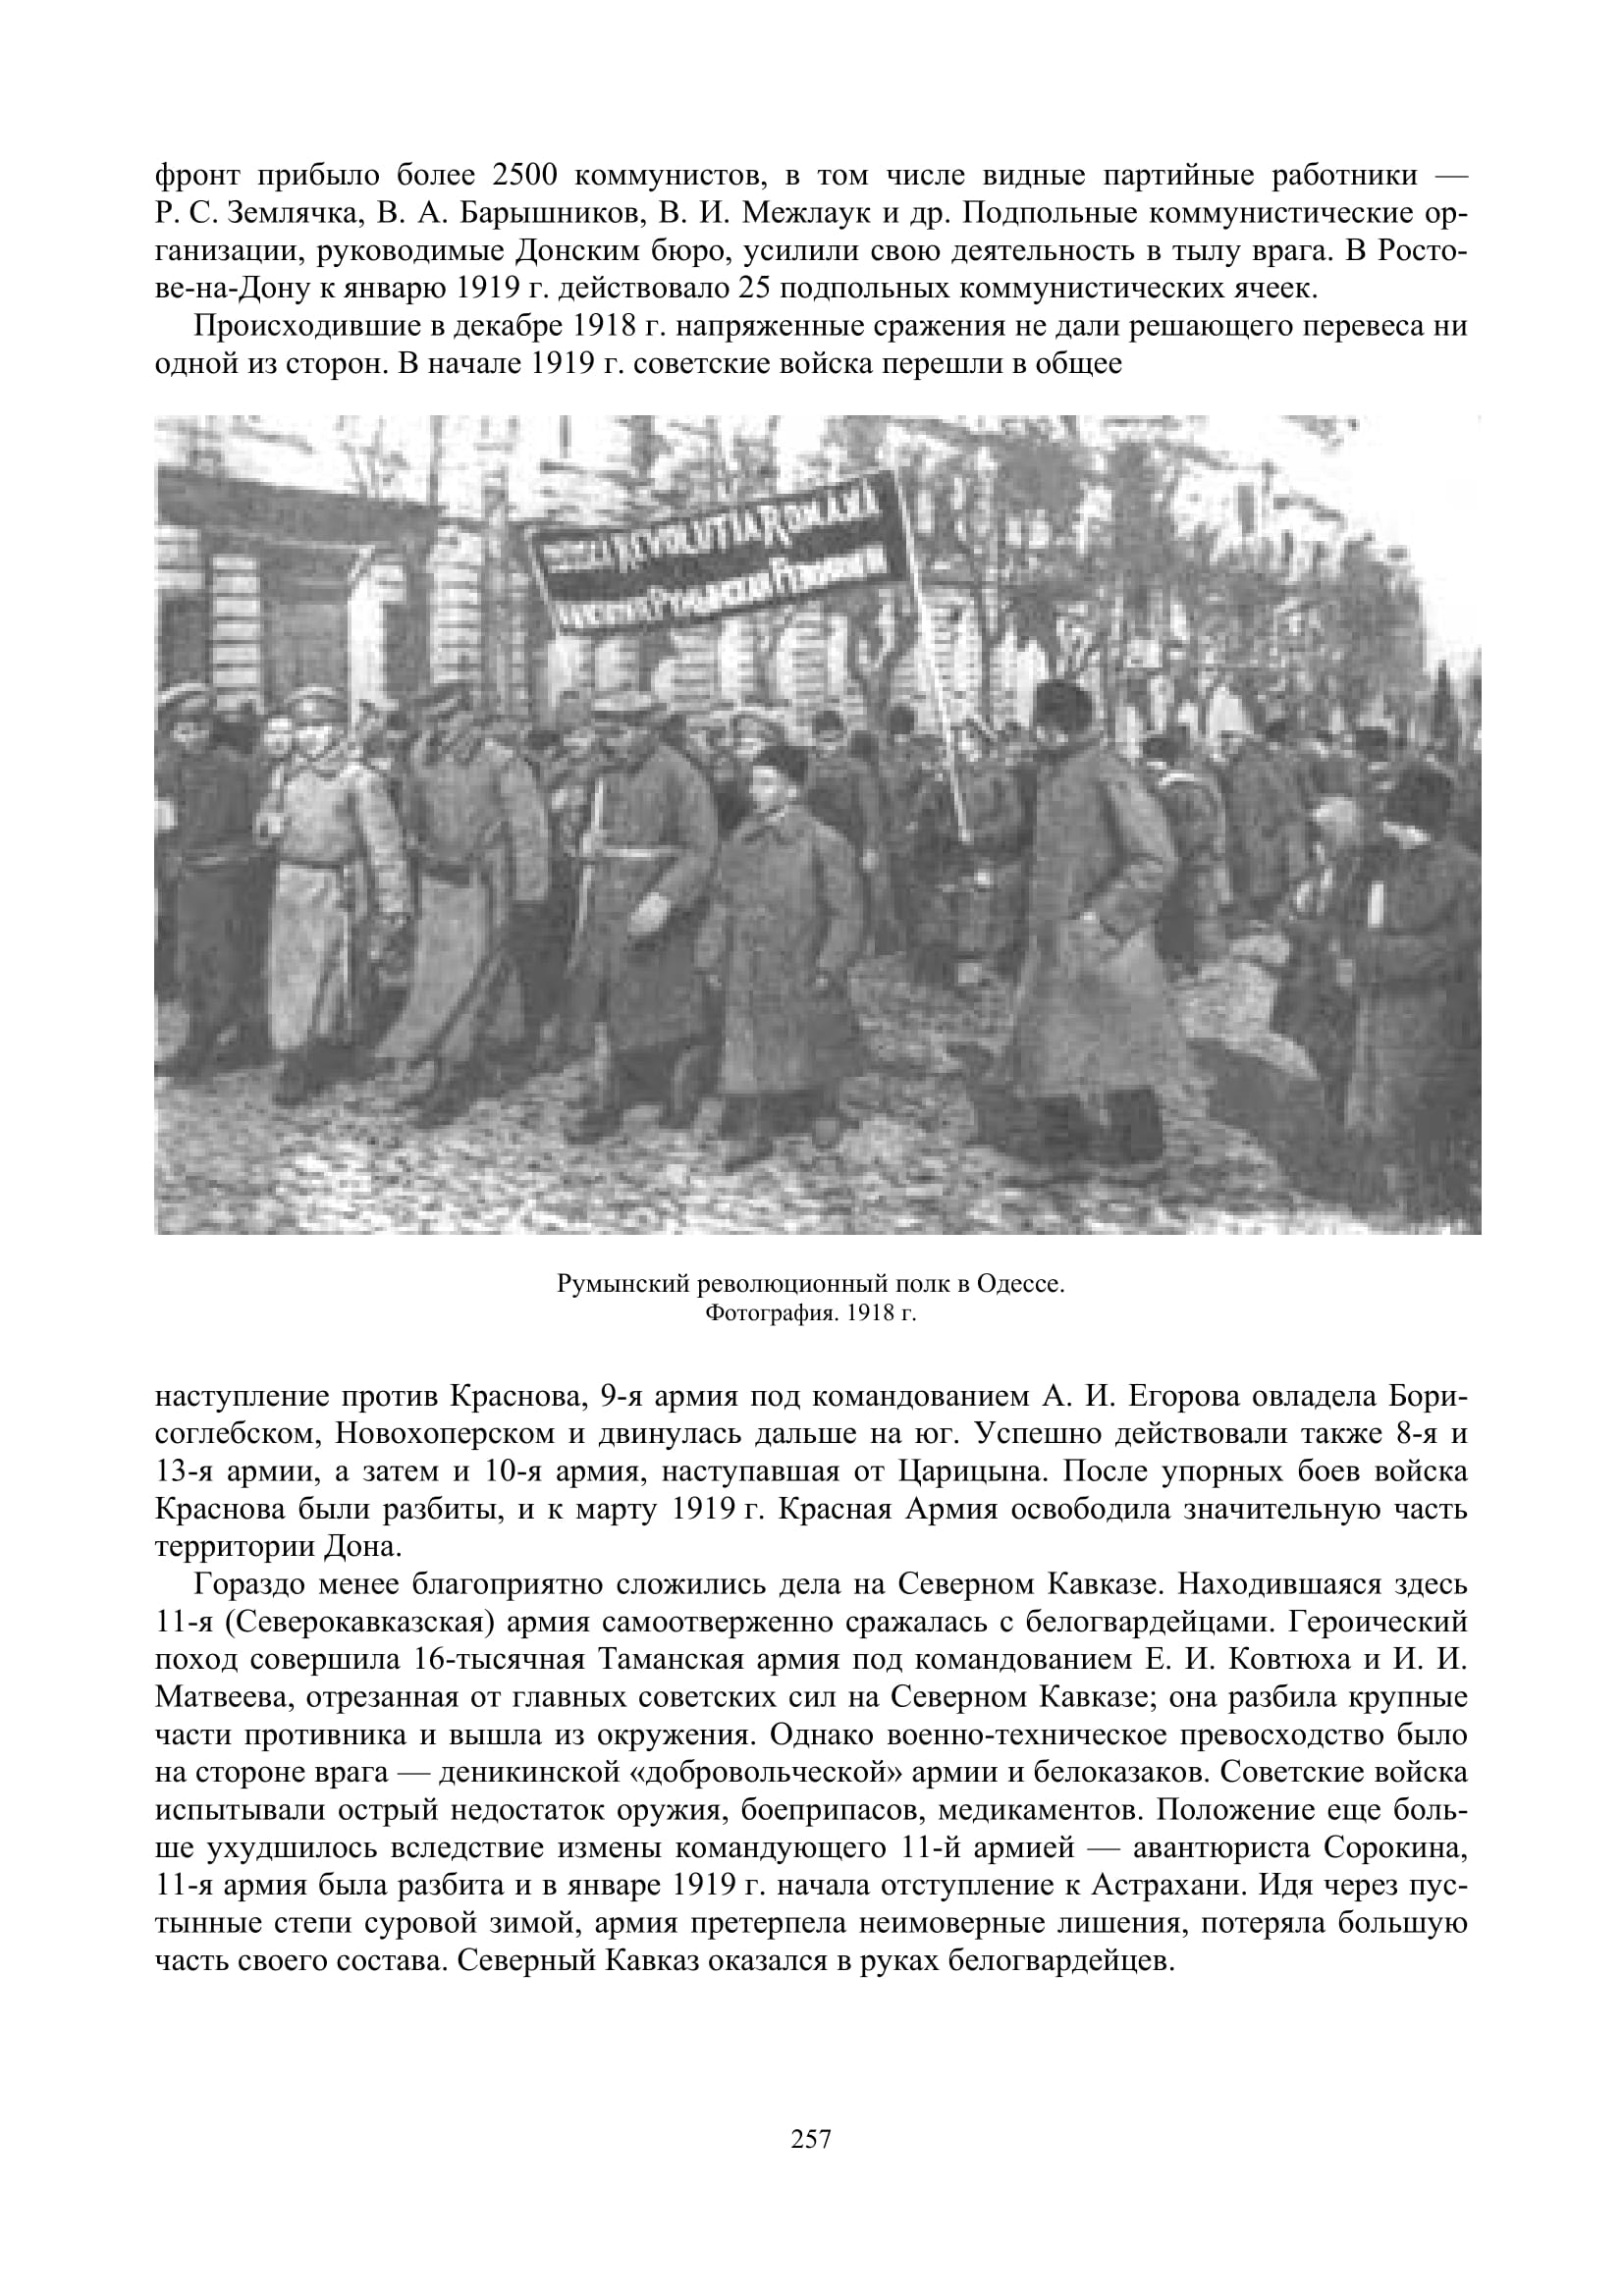 фронт прибыло более 2500 коммунистов, в том числе видные партийные работники —
Р. С. Землячка, В. А. Барышников, В. И. Межлаук и др. Подпольные коммунистические ор-
ганизации, руководимые Донским бюро, усилили свою деятельность в тылу врага. В Росто-
ве-на-Дону к январю 1919 г. действовало 25 подпольных коммунистических ячеек.
Происходившие в декабре 1918 г. напряженные сражения не дали решающего перевеса ни
одной из сторон. В начале 1919 г. советские войска перешли в общее
REVOLUTIA ROMANA
Румынский революционный полк в Одессе.
Фотография. 1918 г.
наступление против Краснова, 9-я армия под командованием А. И. Егорова овладела Бори-
соглебском, Новохоперском и двинулась дальше на юг. Успешно действовали также 8-я и
13-я армии, а затем и 10-я армия, наступавшая от Царицына. После упорных боев войска
Краснова были разбиты, и к марту 1919 г. Красная Армия освободила значительную часть
территории Дона.
Гораздо менее благоприятно сложились дела на Северном Кавказе. Находившаяся здесь
11-я (Северокавказская) армия самоотверженно сражалась с белогвардейцами. Героический
поход совершила 16-тысячная Таманская армия под командованием Е. И. Ковтюха и И. И.
Матвеева, отрезанная от главных советских сил на Северном Кавказе; она разбила крупные
части противника и вышла из окружения. Однако военно-техническое превосходство было
на стороне врага — деникинской «добровольческой» армии и белоказаков. Советские войска
испытывали острый недостаток оружия, боеприпасов, медикаментов. Положение еще боль-
ше ухудшилось вследствие измены командующего 11-й армией — авантюриста Сорокина,
11-я армия была разбита и в январе 1919 г. начала отступление к Астрахани. Идя через пус-
тынные степи суровой зимой, армия претерпела неимоверные лишения, потеряла большую
часть своего состава. Северный Кавказ оказался в руках белогвардейцев.
257